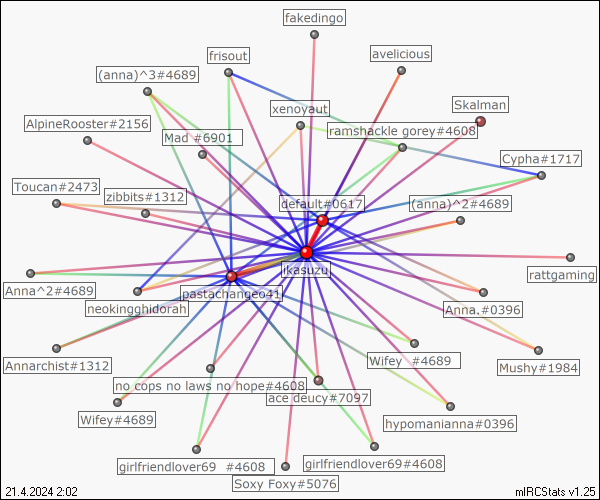 fakedingo
frisout
avelicious
(anna)^3#4689
xenoyaut
Skalman
AlpineRooster#2156
Mad  #6901
ramshackle gorey#4608
Cypha#1717
Toucan#2473
zibbits#1312
default#0617
(anna)^2#4689
ikasuzu
rattgaming
Anna^2#4689
neokingghidorah
pastachangeo41
Anna.#0396
Annarchist#1312
no cops no laws no hope#4608
Wifey  #4689
Mushy#1984
ace deucy#7097
Wifey#4689
hypomanianna#0396
girlfriendlover69  #4608
girlfriendlover69#4608
Soxy Foxy#5076
21.4.2024 2:02
mIRCStats v1.25